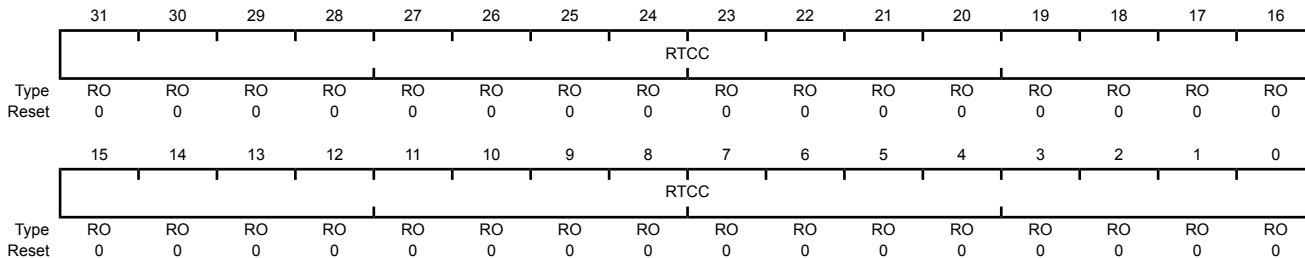 31 30 29 28 27 26 25 24 23 22 21 20 19 18 17 16
RTCC
Type RO RO RO RO RO RO RO RO RO RO RO RO RO RO RO RO
Reset 0 0 0 0 0 0 0 0 0 0 0 0 0 0 0 0
15 14 13 12 11 10 9 8 7 6 5 4 3 2 1 0
RTCC
Type RO RO RO RO RO RO RO RO RO RO RO RO RO RO RO RO
Reset 0 0 0 0 0 0 0 0 0 0 0 0 0 0 0 0